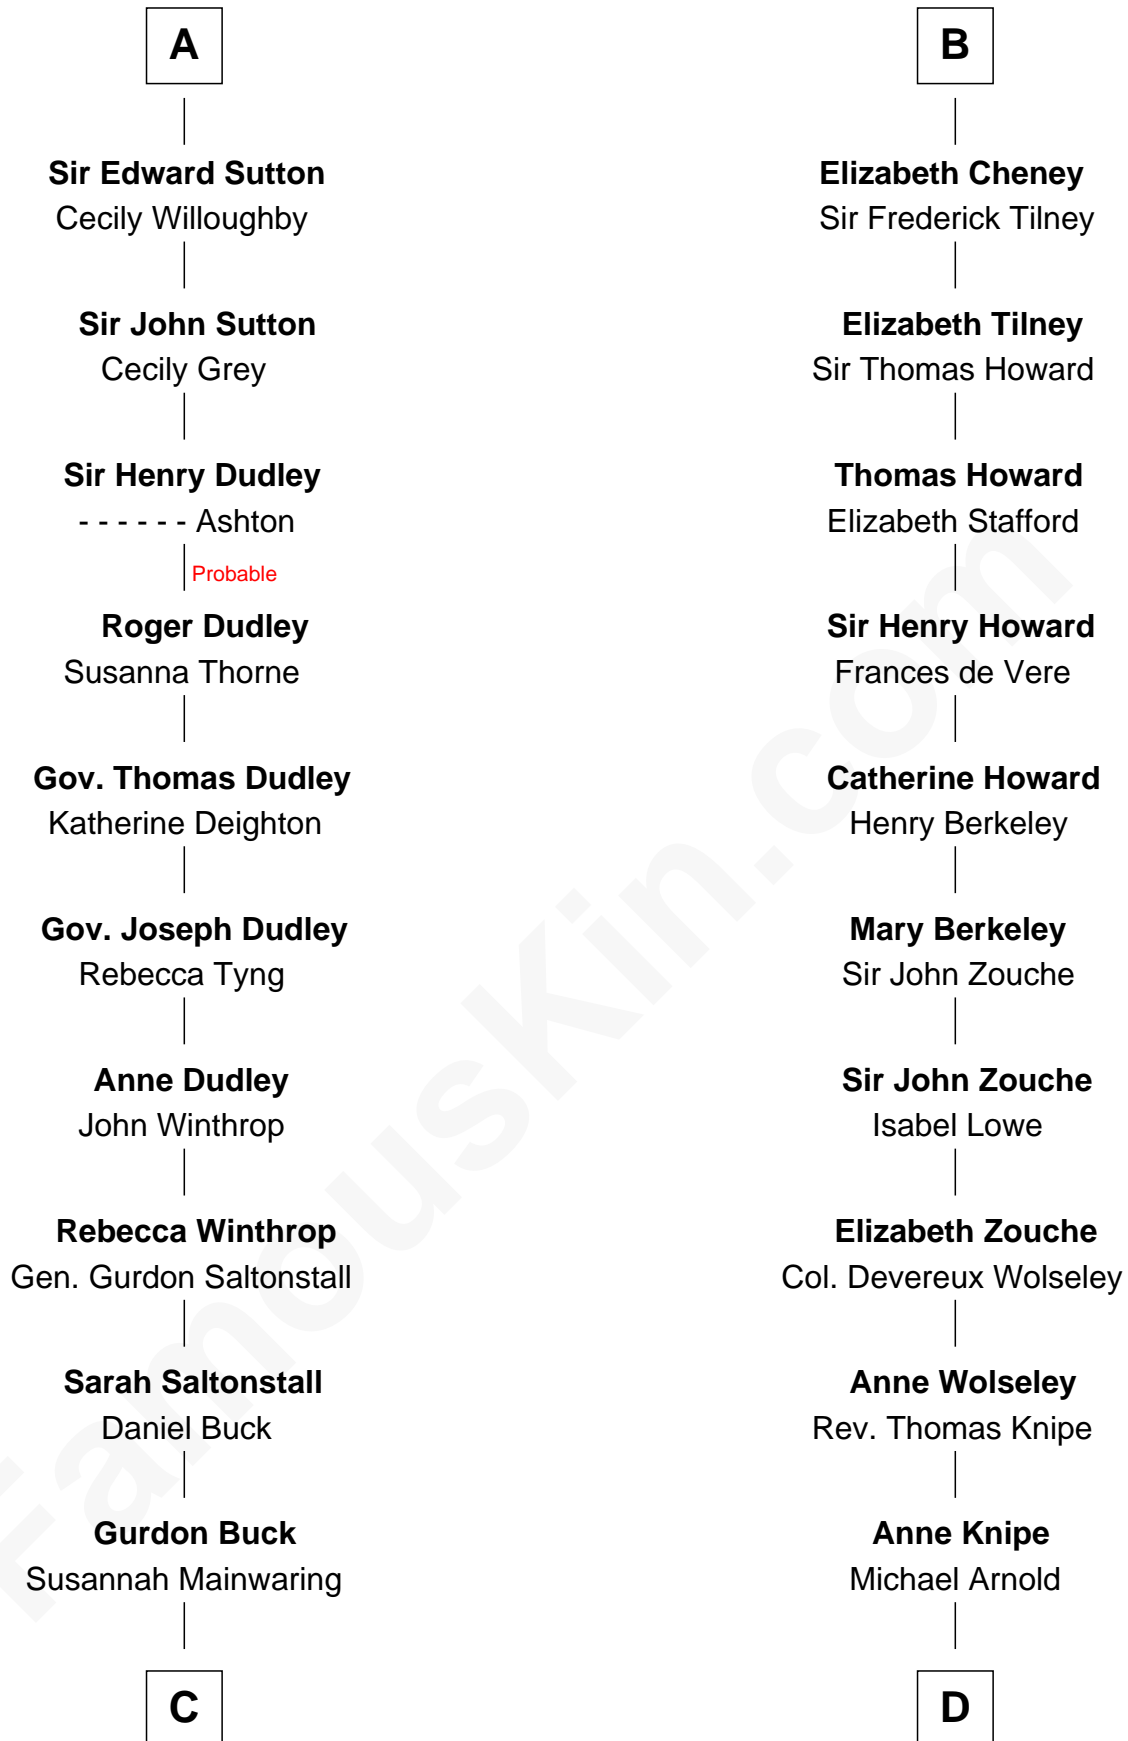 A
Sir Edward Sutton
Cecily Willoughby
Sir John Sutton
Cecily Grey
Sir Henry Dudley
- - - - - - Ashton
Probable
Roger Dudley
Susanna Thorne
Gov. Thomas Dudley
Katherine Deighton
Gov. Joseph Dudley
Rebecca Tyng
Anne Dudley
John Winthrop
Rebecca Winthrop
Gen. Gurdon Saltonstall
Sarah Saltonstall
Daniel Buck
Gurdon Buck
Susannah Mainwaring
C
B
Elizabeth Cheney
Sir Frederick Tilney
Elizabeth Tilney
Sir Thomas Howard
Thomas Howard
Elizabeth Stafford
Sir Henry Howard
Frances de Vere
Catherine Howard
Henry Berkeley
Mary Berkeley
Sir John Zouche
Sir John Zouche
Isabel Lowe
Elizabeth Zouche
Col. Devereux Wolseley
Anne Wolseley
Rev. Thomas Knipe
Anne Knipe
Michael Arnold
D
FamousKin.com